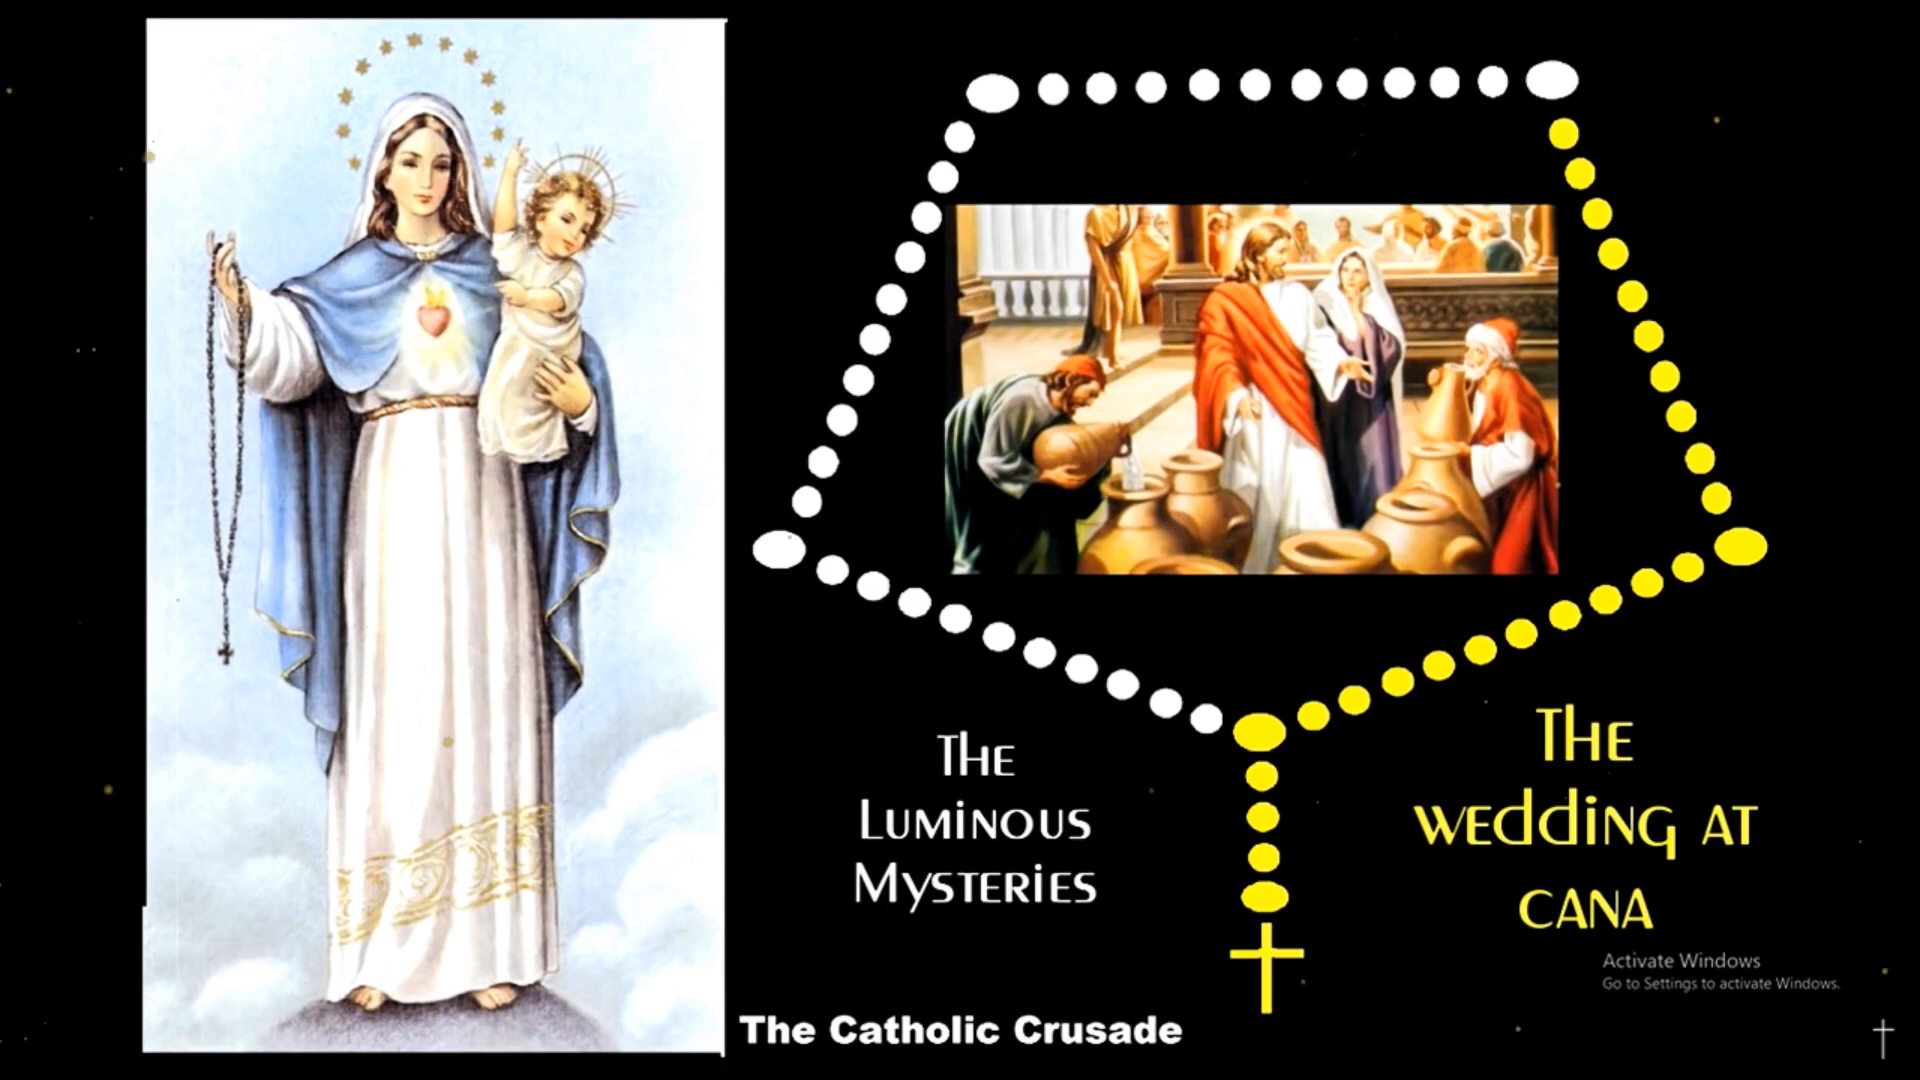 The
Luminous
Mysteries
The
wedding at
cana
Activate Windows
Go to Settings to activate Windows.
The Catholic Crusade